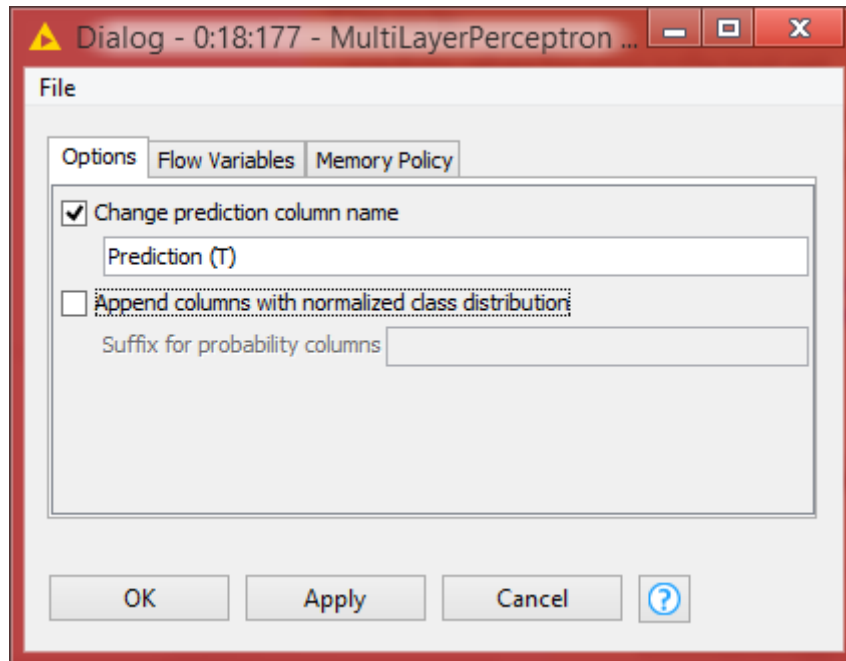 Dialog - 0:18:177 - MultiLayerPerceptron ...
File
Options Flow Variables Memory Policy
Change prediction column name
Prediction (T)
Append columns with normalized class distribution
Suffix for probability columns
OK Apply Cancel ?